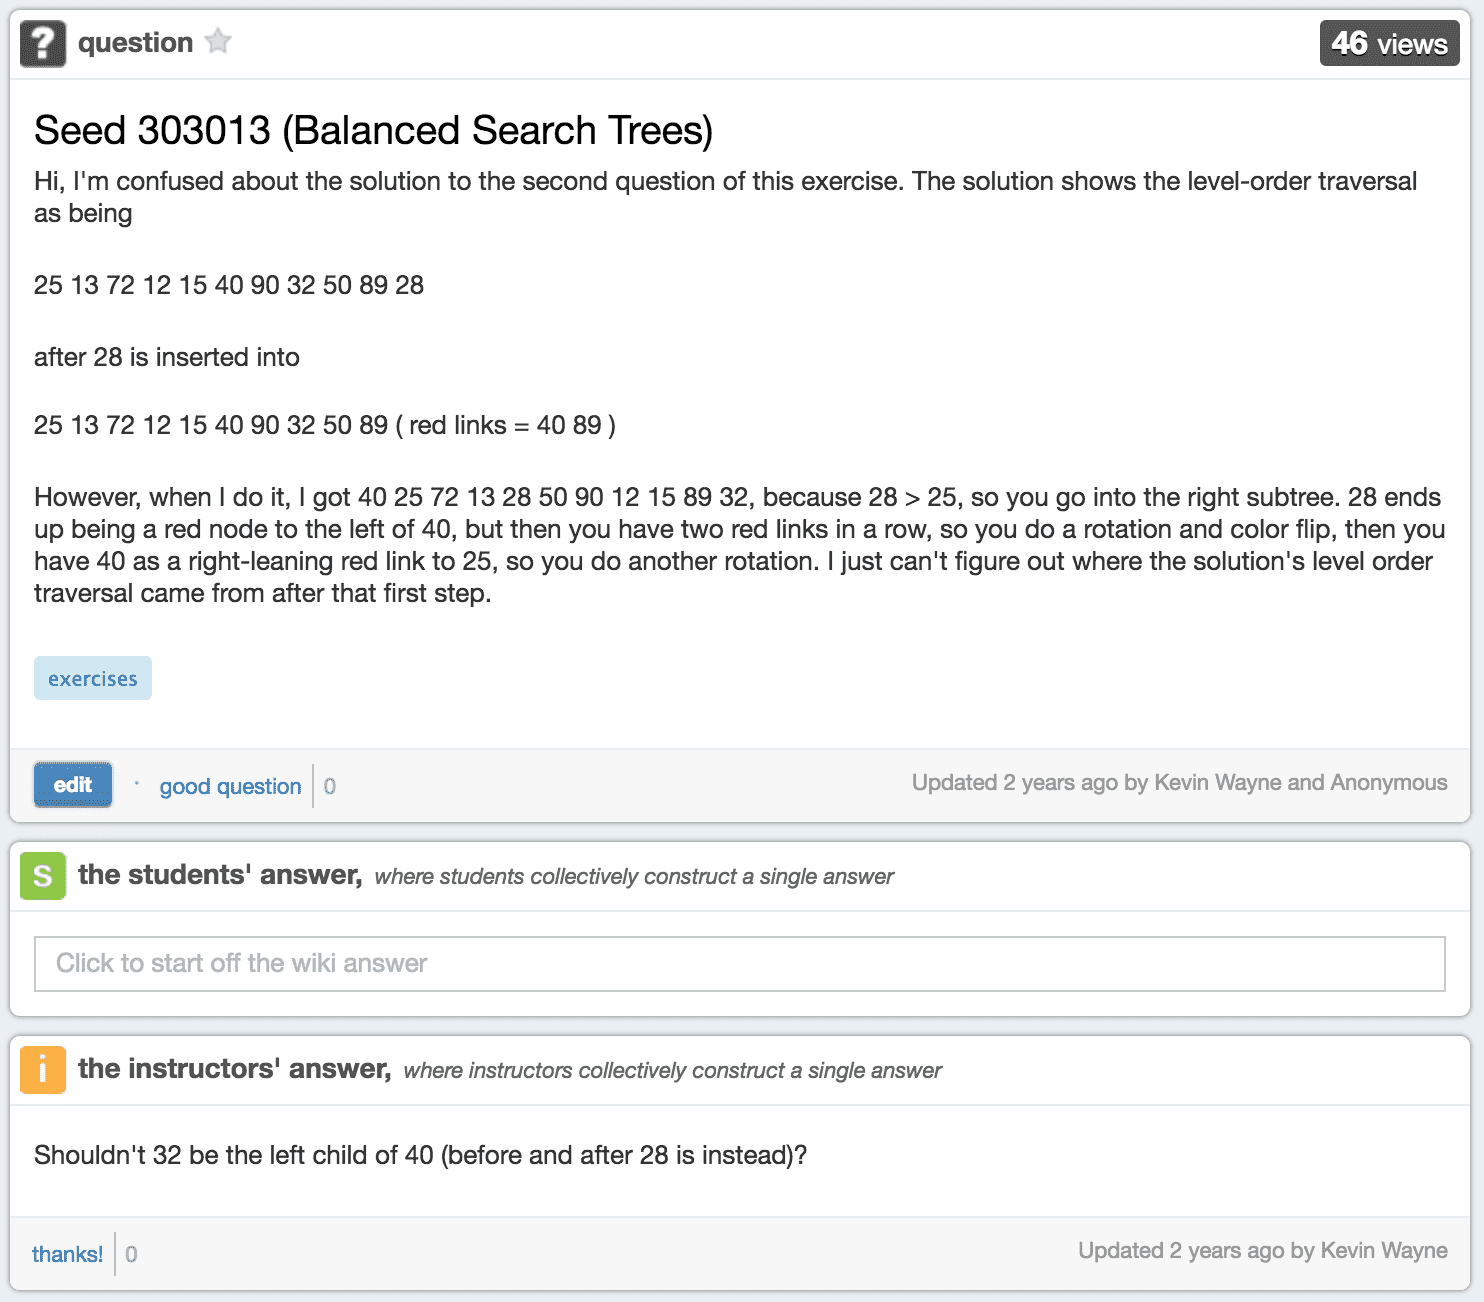 ? question
46 views
Seed 303013 (Balanced Search Trees)
Hi, I'm confused about the solution to the second question of this exercise. The solution shows the level-order traversal
as being
25 13 72 12 15 40 90 32 50 89 28
after 28 is inserted into
25 13 72 12 15 40 90 32 50 89 ( red links = 40 89 )
However, when I do it, I got 40 25 72 13 28 50 90 12 15 89 32, because 28 > 25, so you go into the right subtree. 28 ends
up being a red node to the left of 40, but then you have two red links in a row, so you do a rotation and color flip, then you
have 40 as a right-leaning red link to 25, so you do another rotation. I just can't figure out where the solution's level order
traversal came from after that first step.
exercises
edit · good question 0
Updated 2 years ago by Kevin Wayne and Anonymous
S the students' answer, where students collectively construct a single answer
Click to start off the wiki answer
i the instructors' answer, where instructors collectively construct a single answer
Shouldn't 32 be the left child of 40 (before and after 28 is instead)?
thanks! 0
Updated 2 years ago by Kevin Wayne